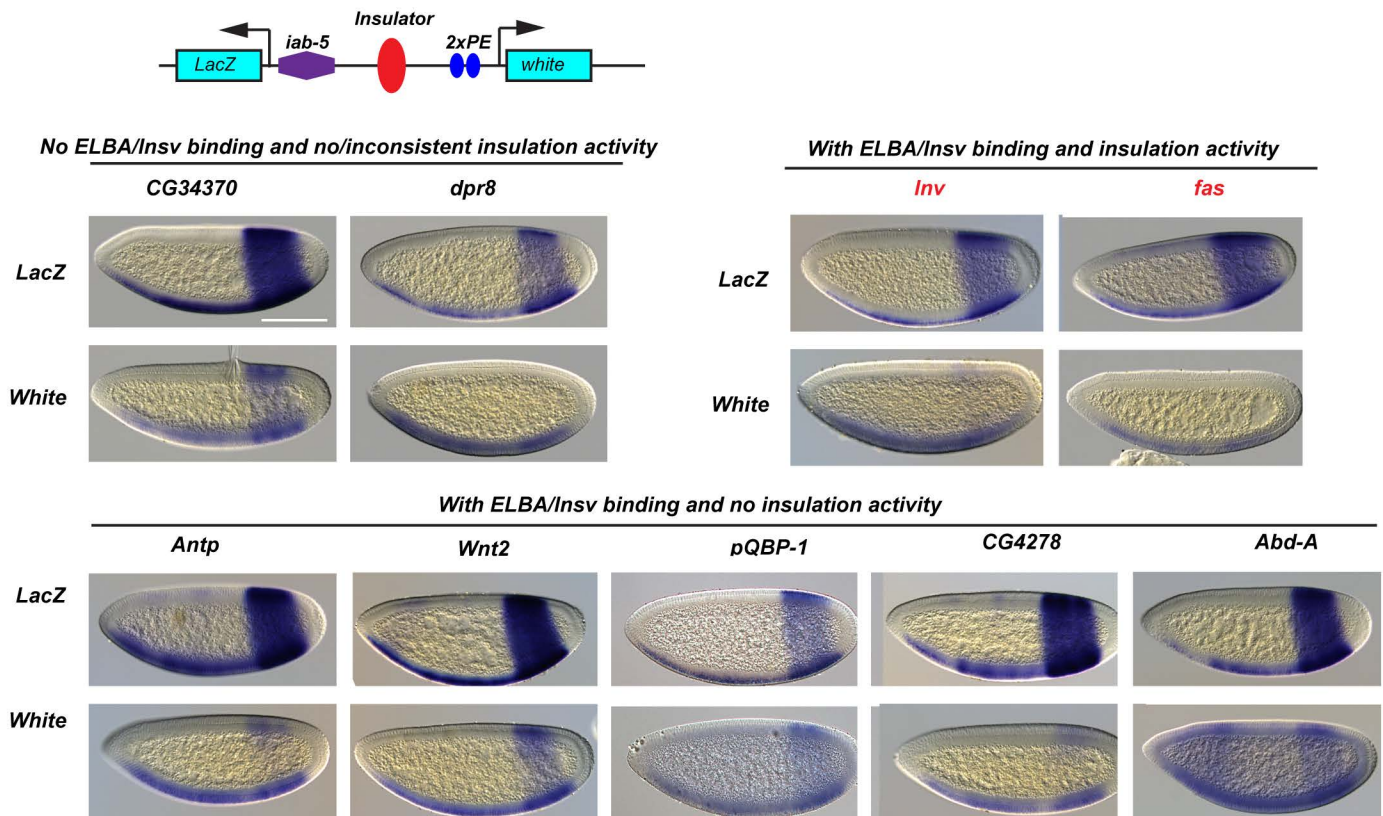 Insulator
iab-5
2xPE
LacZ
white
No ELBA/Insv binding and no/inconsistent insulation activity
CG34370
dpr8
LacZ
White
With ELBA/Insv binding and insulation activity
Inv
fas
LacZ
White
With ELBA/Insv binding and no insulation activity
Antp
Wnt2
pQBP-1
CG4278
Abd-A
LacZ
White